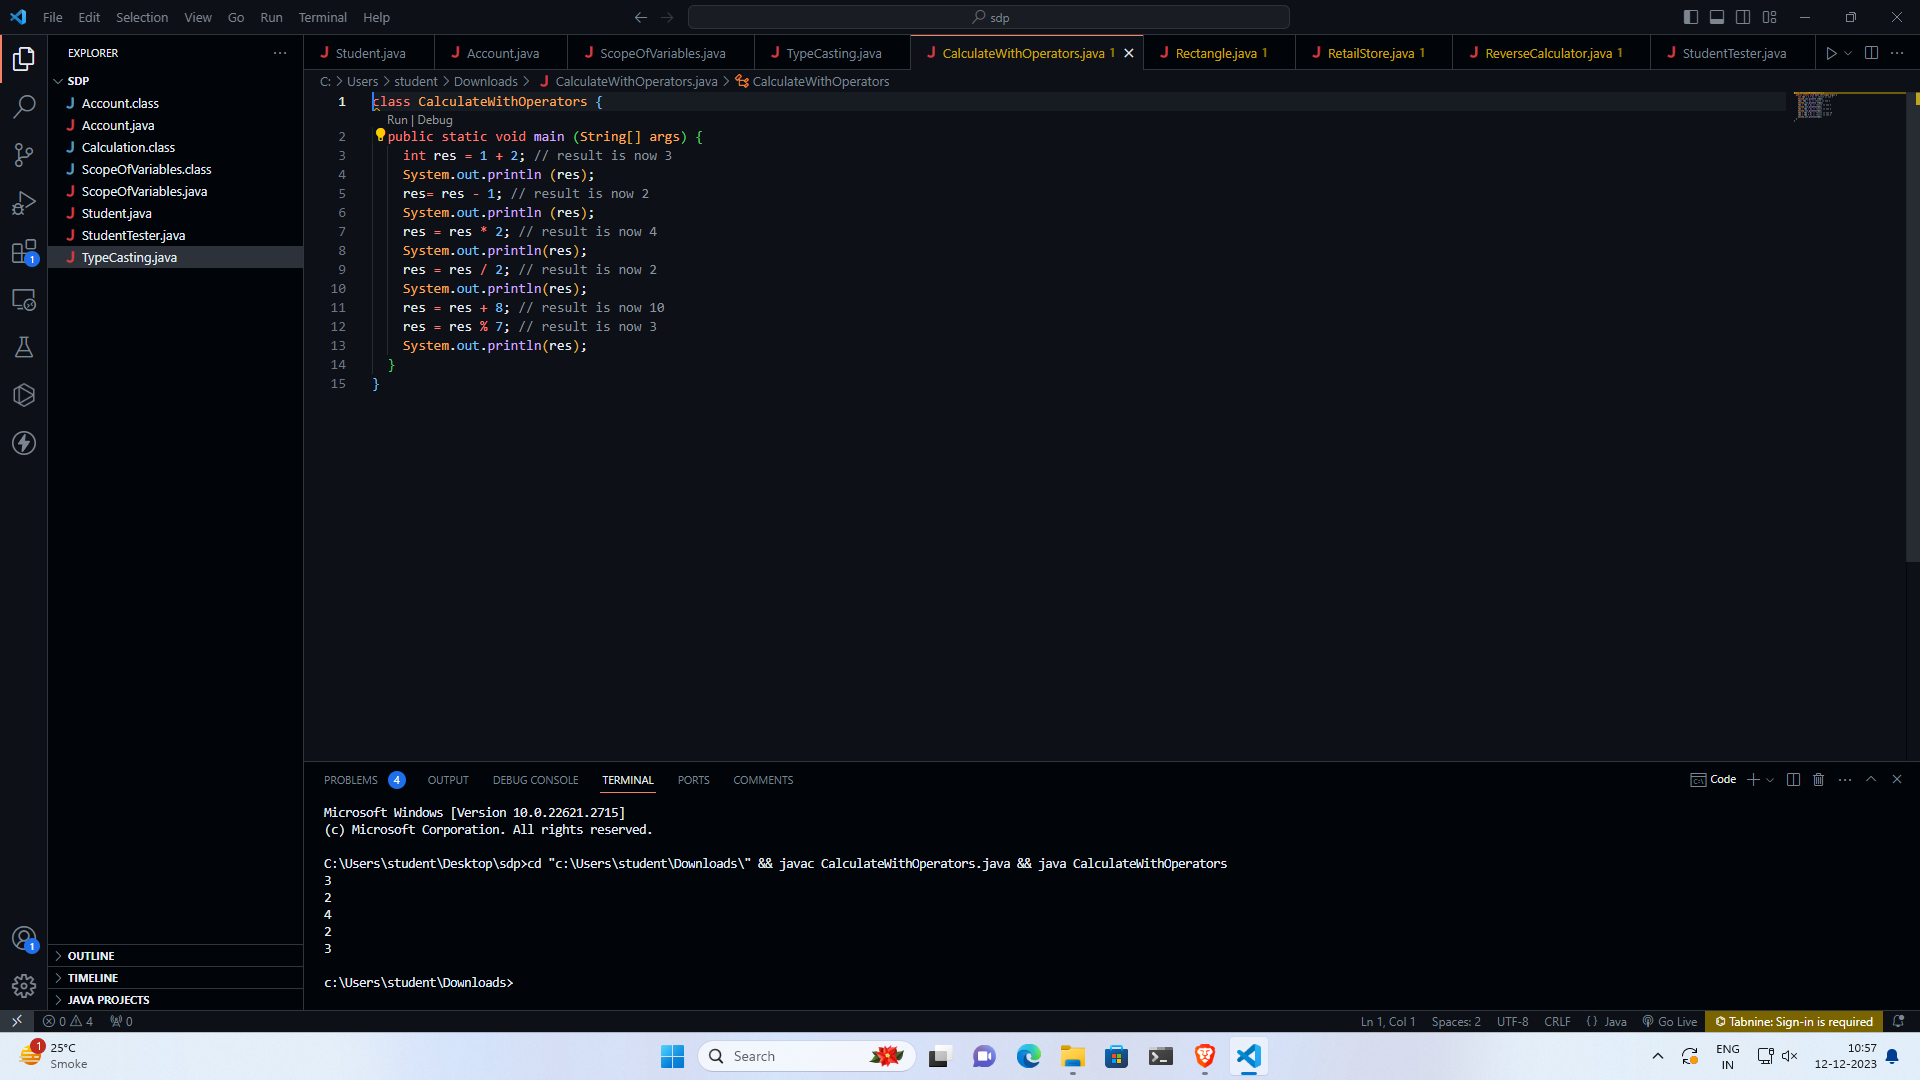 File Edit Selection View Go Run Terminal Help
sdp
EXPLORER
SDP
Account.class
Account.java
Calculation.class
ScopeOfVariables.class
ScopeOfVariables.java
Student.java
StudentTester.java
TypeCasting.java
OUTLINE
TIMELINE
JAVA PROJECTS
Student.java Account.java ScopeOfVariables.java TypeCasting.java CalculateWithOperators.java 1 Rectangle.java 1 RetailStore.java 1 ReverseCalculator.java 1 StudentTester.java
C: > Users > student > Downloads > CalculateWithOperators.java > CalculateWithOperators
1 class CalculateWithOperators {
Run | Debug
2 public static void main (String[] args) {
3 int res = 1 + 2; // result is now 3
4 System.out.println (res);
5 res= res - 1; // result is now 2
6 System.out.println (res);
7 res = res * 2; // result is now 4
8 System.out.println(res);
9 res = res / 2; // result is now 2
10 System.out.println(res);
11 res = res + 8; // result is now 10
12 res = res % 7; // result is now 3
13 System.out.println(res);
14 }
15 }
PROBLEMS 4 OUTPUT DEBUG CONSOLE TERMINAL PORTS COMMENTS
Code
Microsoft Windows [Version 10.0.22621.2715]
(c) Microsoft Corporation. All rights reserved.
C:\Users\student\Desktop\sdp>cd "c:\Users\student\Downloads\" && javac CalculateWithOperators.java && java CalculateWithOperators
3
2
4
2
3
c:\Users\student\Downloads>
1
1
0 4 0
Ln 1, Col 1 Spaces: 2 UTF-8 CRLF { } Java Go Live Tabnine: Sign-in is required
1
25°C
Smoke
Search
ENG
IN
10:57
12-12-2023